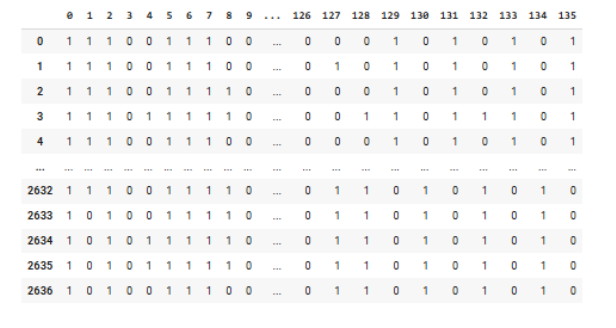 0 1 2 3 4 5 6 7 8 9 ... 126 127 128 129 130 131 132 133 134 135
0 1 1 1 0 0 1 1 1 0 0 ... 0 0 0 1 0 1 0 1 0 1
1 1 1 1 0 0 1 1 1 0 0 ... 0 1 0 1 0 1 0 1 0 1
2 1 1 1 0 0 1 1 1 1 0 ... 0 0 0 1 0 1 0 1 0 1
3 1 1 1 0 1 1 1 1 1 0 ... 0 0 1 1 0 1 1 1 0 1
4 1 1 1 0 0 1 1 1 0 0 ... 0 0 0 1 0 1 0 1 0 1
... ... ... ... ... ... ... ... ... ... ... ... ... ... ... ... ... ... ... ... ... ...
2632 1 1 1 0 0 1 1 1 1 0 ... 0 1 1 0 1 0 1 0 1 0
2633 1 0 1 0 0 1 1 1 1 0 ... 0 1 1 0 1 0 1 0 1 0
2634 1 0 1 0 1 1 1 1 1 0 ... 0 1 1 0 1 0 1 0 1 0
2635 1 0 1 0 1 1 1 1 1 0 ... 0 1 1 0 1 0 1 0 1 0
2636 1 0 1 0 0 1 1 1 0 0 ... 0 1 1 0 1 0 1 0 1 0